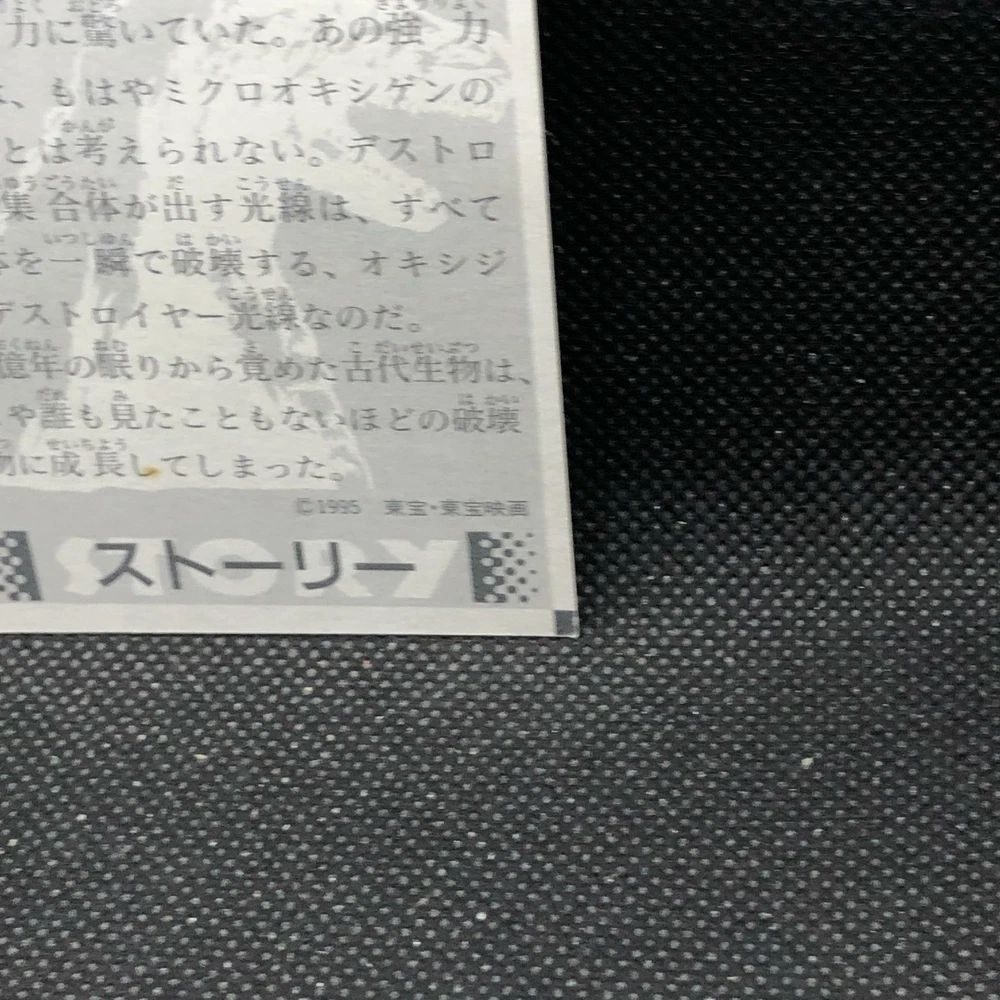 力に驚いていた。あの強力
、もはやミクロオキシゲンの
とは考えられない。デストロ
集合体が出す光線は、すべて
を一瞬で破壊する、オキシジ
デストロイヤー光線なのだ。
億年の眠りから覚めた古代生物は、
や誰も見たこともないほどの破壊
物に成長してしまった。
©1995 東宝・東宝映画
STORY
ストーリー